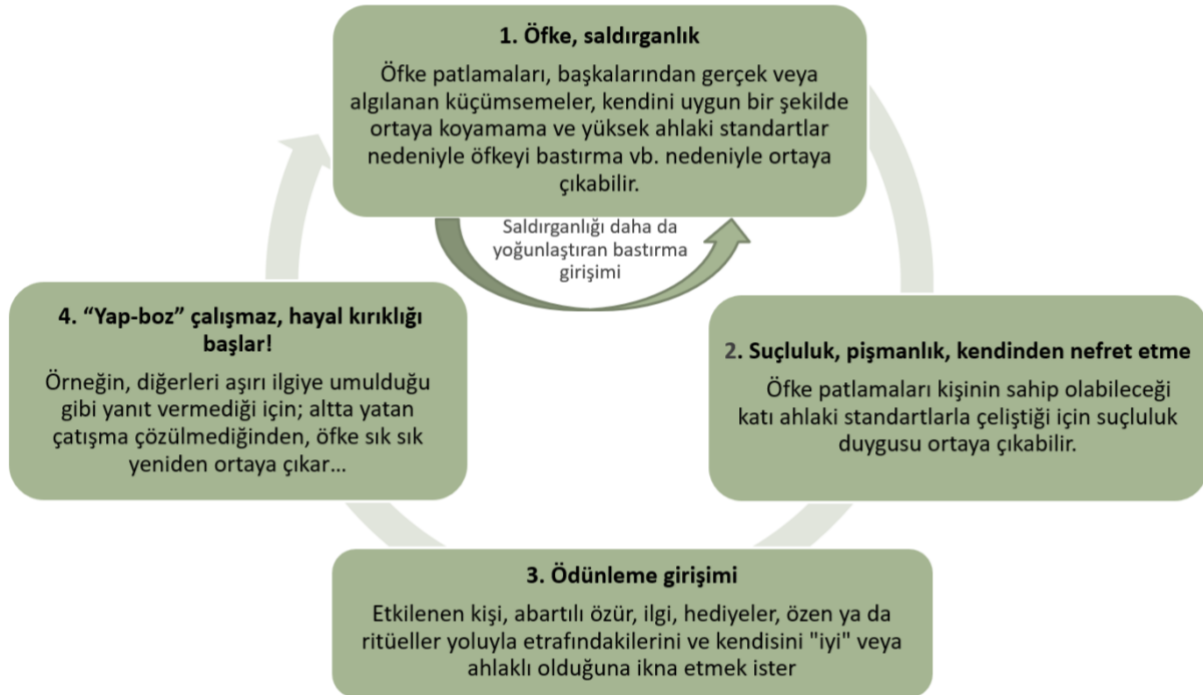 1. Öfke, saldırganlık
Öfke patlamaları, başkalarından gerçek veya
algılanan küçümsemeler, kendini uygun bir şekilde
ortaya koyamama ve yüksek ahlaki standartlar
nedeniyle öfkeyi bastırma vb. nedeniyle ortaya
çıkabilir.
Saldırganlığı daha da
yoğunlaştıran bastırma
girişimi
2. Suçluluk, pişmanlık, kendinden nefret etme
Öfke patlamaları kişinin sahip olabileceği
katı ahlaki standartlarla çeliştiği için suçluluk
duygusu ortaya çıkabilir.
3. Ödünleme girişimi
Etkilenen kişi, abartılı özür, ilgi, hediyeler, özen ya da
ritüeller yoluyla etrafındakilerini ve kendisini "iyi" veya
ahlaklı olduğuna ikna etmek ister
4. “Yap-boz” çalışmaz, hayal kırıklığı
başlar!
Örneğin, diğerleri aşırı ilgiye umulduğu
gibi yanıt vermediği için; altta yatan
çatışma çözülmediğinden, öfke sık sık
yeniden ortaya çıkar...